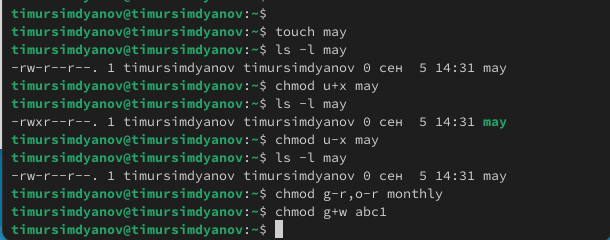 timursimdyanov@timursimdyanov:~$
timursimdyanov@timursimdyanov:~$ touch may
timursimdyanov@timursimdyanov:~$ ls -l may
-rw-r--r--. 1 timursimdyanov timursimdyanov 0 сен  5 14:31 may
timursimdyanov@timursimdyanov:~$ chmod u+x may
timursimdyanov@timursimdyanov:~$ ls -l may
-rwxr--r--. 1 timursimdyanov timursimdyanov 0 сен  5 14:31 may
timursimdyanov@timursimdyanov:~$ chmod u-x may
timursimdyanov@timursimdyanov:~$ ls -l may
-rw-r--r--. 1 timursimdyanov timursimdyanov 0 сен  5 14:31 may
timursimdyanov@timursimdyanov:~$ chmod g-r,o-r monthly
timursimdyanov@timursimdyanov:~$ chmod g+w abc1
timursimdyanov@timursimdyanov:~$